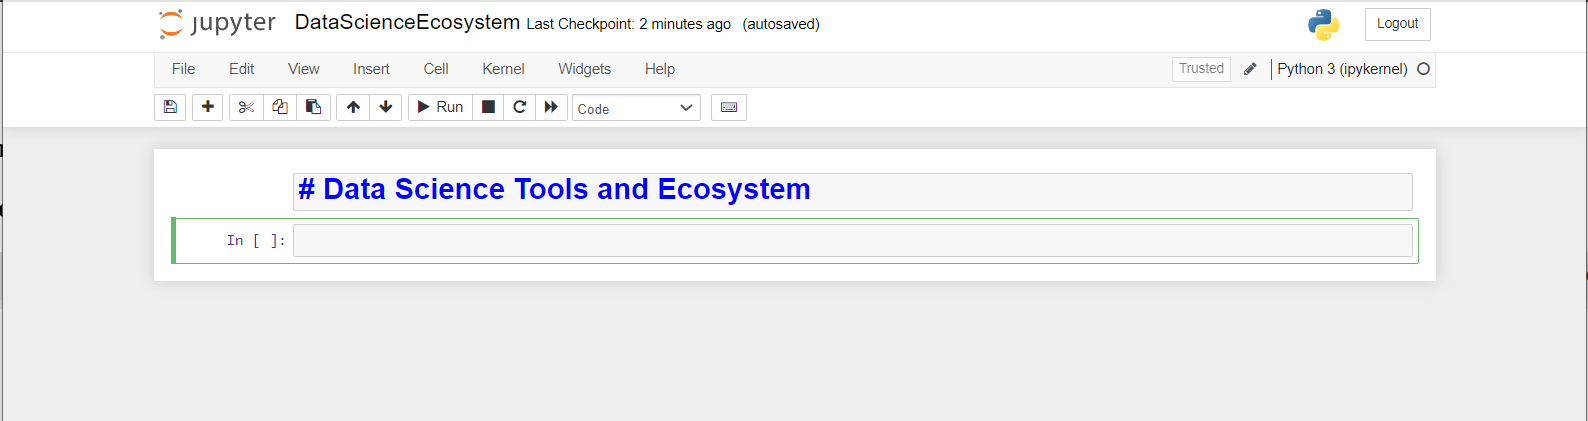 jupyter DataScienceEcosystem Last Checkpoint: 2 minutes ago (autosaved) Logout
File Edit View Insert Cell Kernel Widgets Help Trusted Python 3 (ipykernel)
Run Code
# Data Science Tools and Ecosystem
In [ ]: